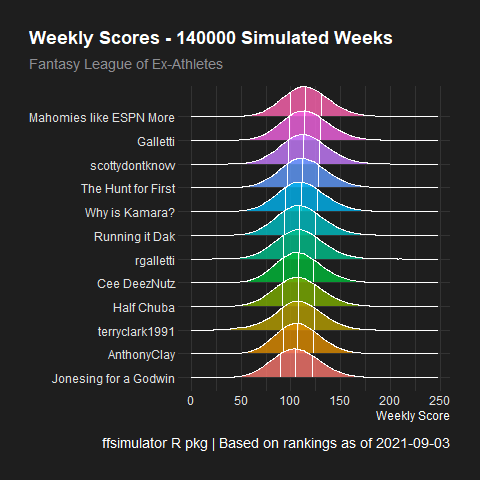 Weekly Scores - 140000 Simulated Weeks
Fantasy League of Ex-Athletes
Mahomies like ESPN More
Galletti
scottydontknow
The Hunt for First
Why is Kamara?
Running it Dak
rgalletti
Cee DeezNutz
Half Chuba
terryclark1991
AnthonyClay
Jonesing for a Godwin
0 50 100 150 200 250
Weekly Score
ffsimulator R pkg | Based on rankings as of 2021-09-03